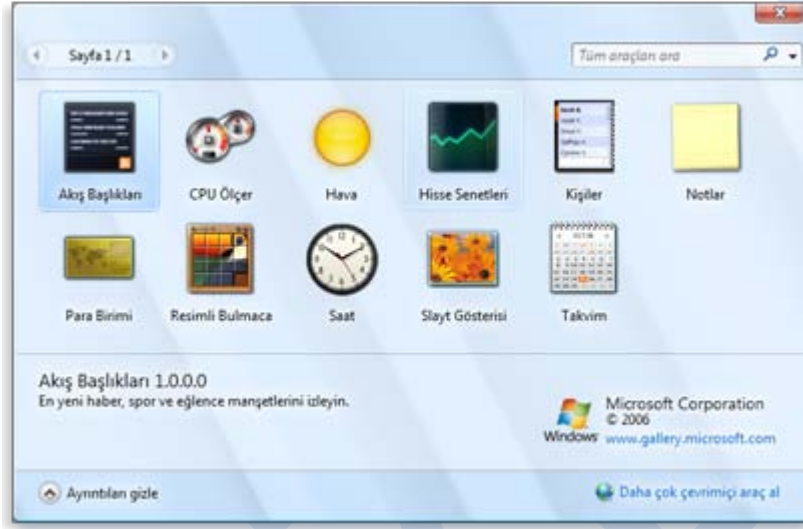 Sayfa 1 / 1
Tüm araçları ara
Akış Başlıkları
CPU Ölçer
Hava
Hisse Senetleri
Kişiler
Notlar
Para Birimi
Resimli Bulmaca
Saat
Slayt Gösterisi
Takvim
Akış Başlıkları 1.0.0.0
En yeni haber, spor ve eğlence manşetlerini izleyin.
Microsoft Corporation
© 2006
Windows
www.gallery.microsoft.com
Ayrıntıları gizle
Daha çok çevrimiçi araç al